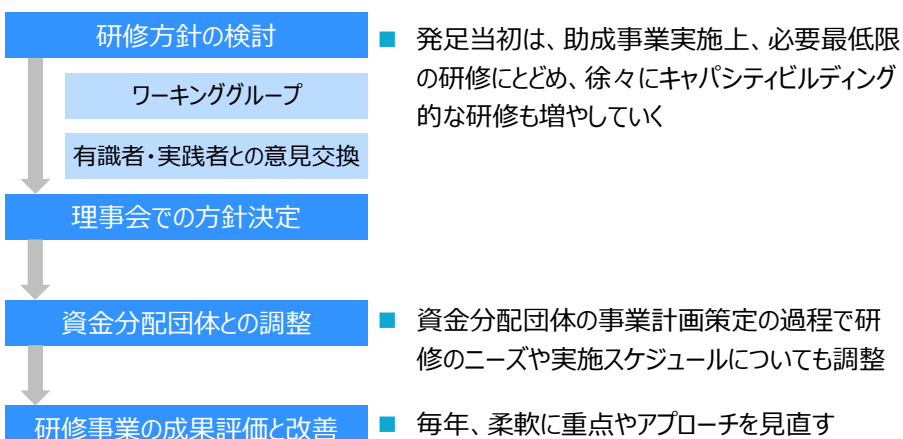 研修方針の検討
■ 発足当初は、助成事業実施上、必要最低限
の研修にとどめ、徐々にキャパシティビルディング
的な研修も増やしていく
ワーキンググループ
有識者・実践者との意見交換
理事会での方針決定
資金分配団体との調整
■ 資金分配団体の事業計画策定の過程で研
修のニーズや実施スケジュールについても調整
研修事業の成果評価と改善
■ 毎年、柔軟に重点やアプローチを見直す